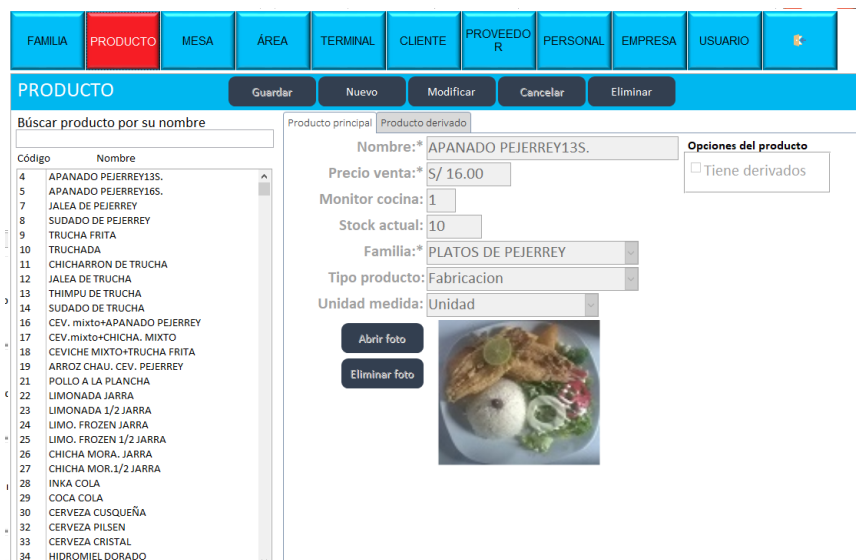 FAMILIA PRODUCTO MESA ÁREA TERMINAL CLIENTE PROVEEDO
R PERSONAL EMPRESA USUARIO
PRODUCTO Guardar Nuevo Modificar Cancelar Eliminar
Búscar producto por su nombre
Código Nombre
4 APANADO PEJERREY13S.
5 APANADO PEJERREY16S.
7 JALEA DE PEJERREY
8 SUDADO DE PEJERREY
9 TRUCHA FRITA
10 TRUCHADA
11 CHICHARRON DE TRUCHA
12 JALEA DE TRUCHA
13 THIMPU DE TRUCHA
14 SUDADO DE TRUCHA
16 CEV. mixto+APANADO PEJERREY
17 CEV.mixto+CHICHA. MIXTO
18 CEVICHE MIXTO+TRUCHA FRITA
19 ARROZ CHAU. CEV. PEJERREY
21 POLLO A LA PLANCHA
22 LIMONADA JARRA
23 LIMONADA 1/2 JARRA
24 LIMO. FROZEN JARRA
25 LIMO. FROZEN 1/2 JARRA
26 CHICHA MORA. JARRA
27 CHICHA MOR.1/2 JARRA
28 INKA COLA
29 COCA COLA
30 CERVEZA CUSQUEÑA
32 CERVEZA PILSEN
33 CERVEZA CRISTAL
34 HIDROMIEL DORADO
Producto principal Producto derivado
Nombre:* APANADO PEJERREY13S.
Precio venta:* S/ 16.00
Monitor cocina: 1
Stock actual: 10
Familia:* PLATOS DE PEJERREY
Tipo producto: Fabricacion
Unidad medida: Unidad
Abrir foto
Eliminar foto
Opciones del producto
Tiene derivados